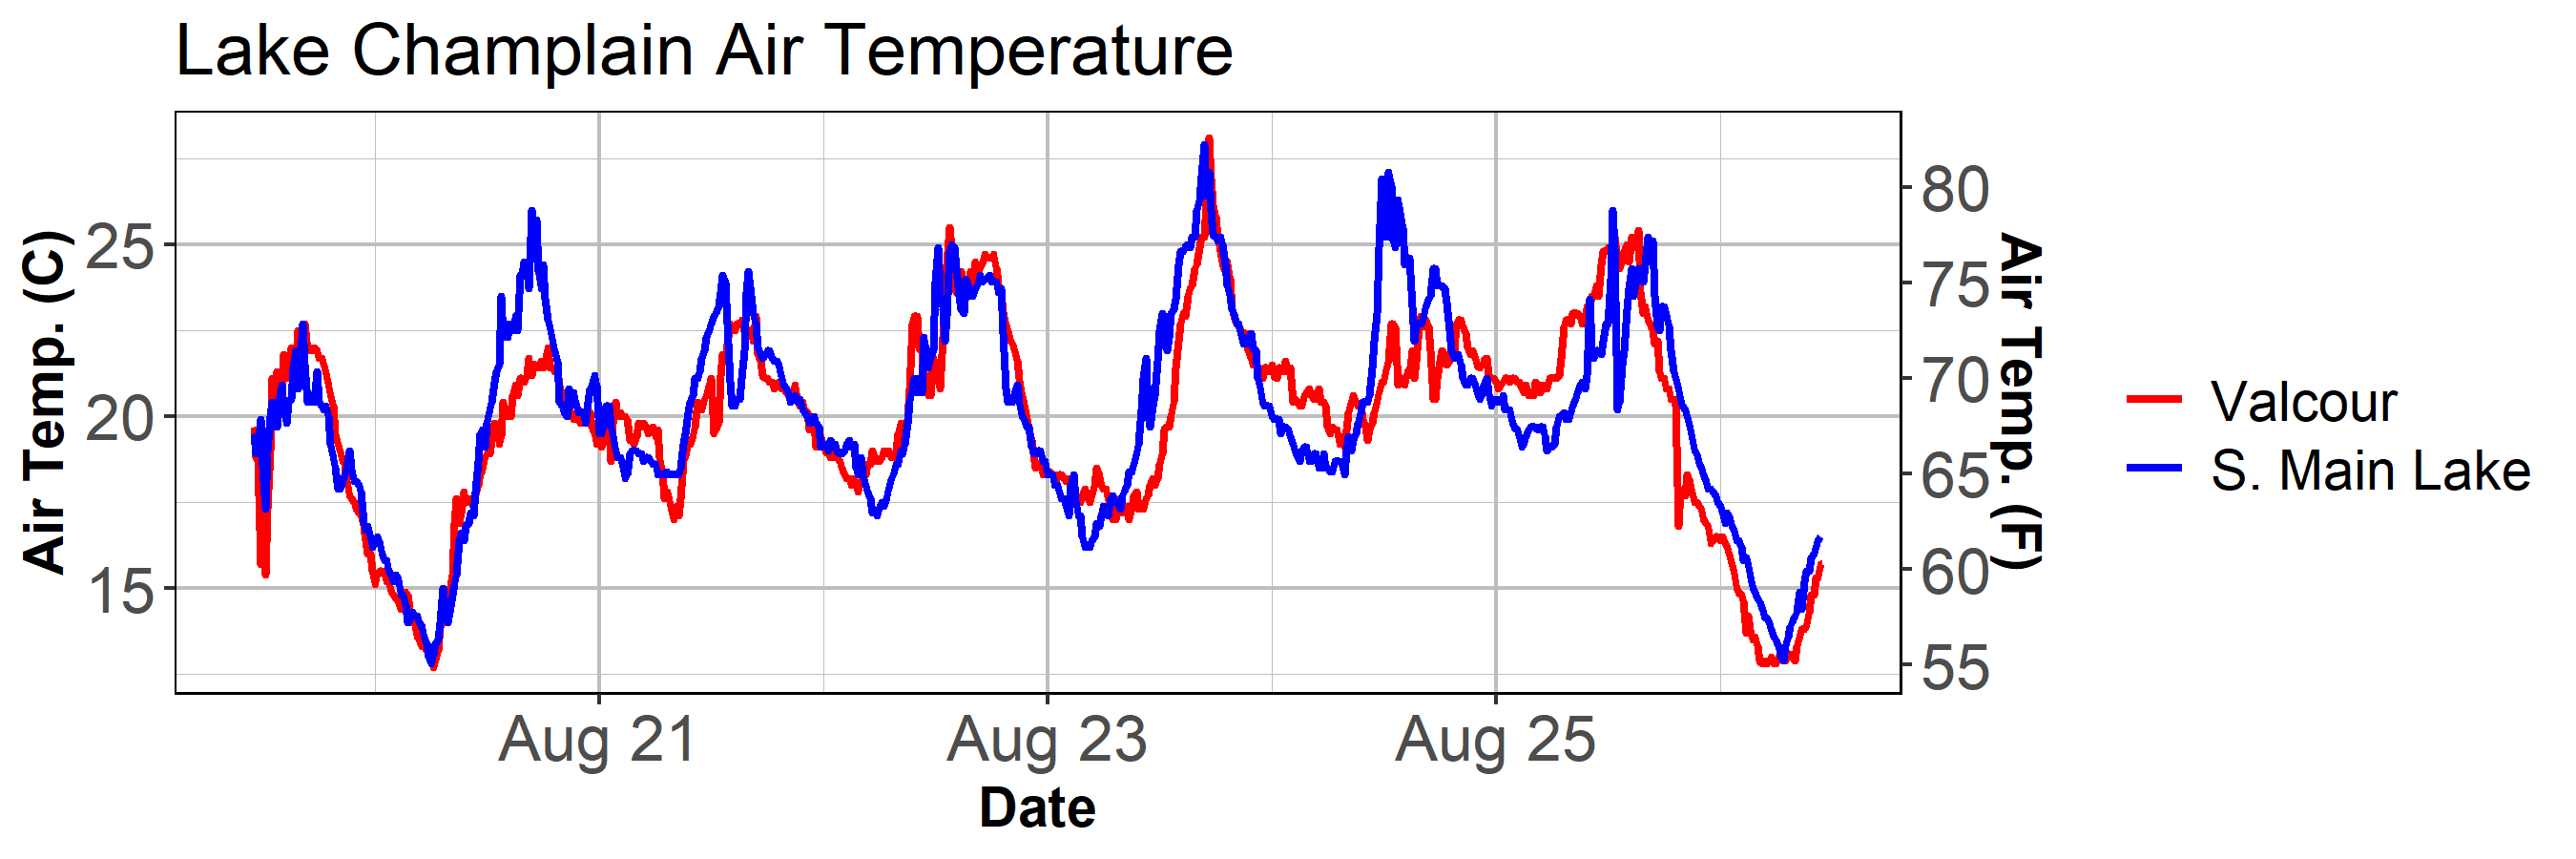 Lake Champlain Air Temperature
Air Temp. (C)
25
20
15
80
75
70
65
60
55
Air Temp. (F)
Aug 21
Aug 23
Aug 25
Date
Valcour
S. Main Lake